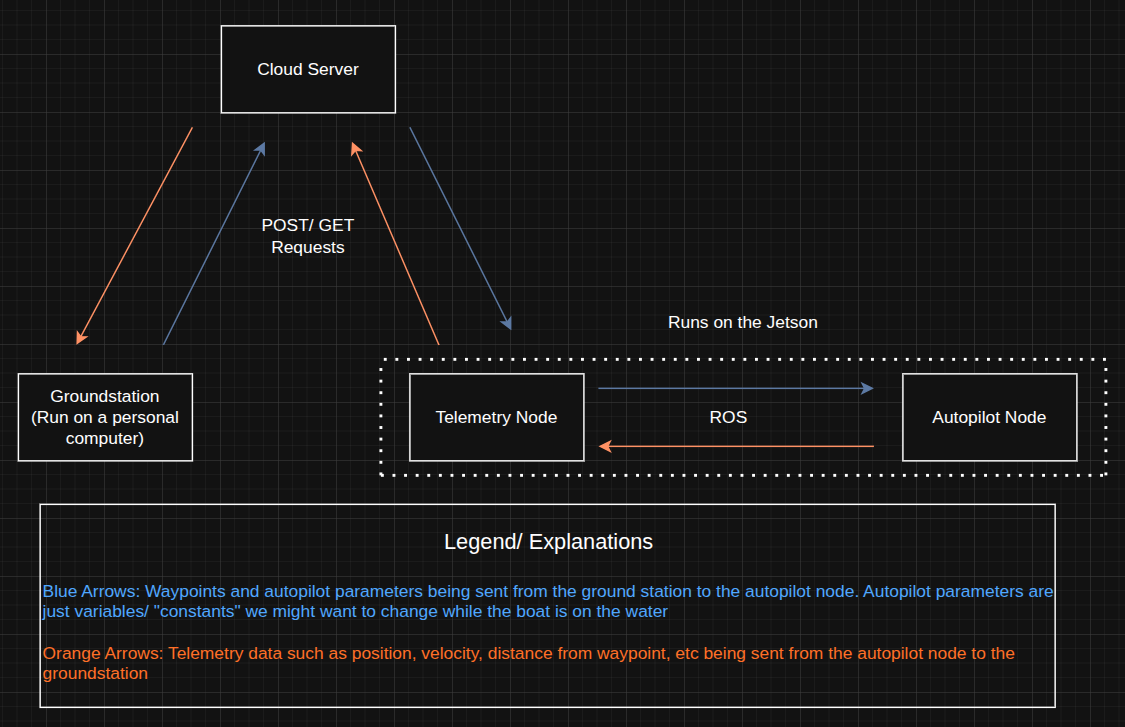 Cloud Server
POST/ GET
Requests
Runs on the Jetson
Groundstation
(Run on a personal
computer)
Telemetry Node
ROS
Autopilot Node
Legend/ Explanations
Blue Arrows: Waypoints and autopilot parameters being sent from the ground station to the autopilot node. Autopilot parameters are
just variables/ "constants" we might want to change while the boat is on the water
Orange Arrows: Telemetry data such as position, velocity, distance from waypoint, etc being sent from the autopilot node to the
groundstation